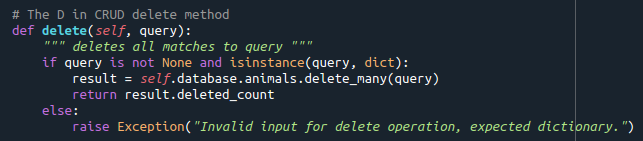 # The D in CRUD delete method
def delete(self, query):
    """ deletes all matches to query """
    if query is not None and isinstance(query, dict):
        result = self.database.animals.delete_many(query)
        return result.deleted_count
    else:
        raise Exception("Invalid input for delete operation, expected dictionary.")